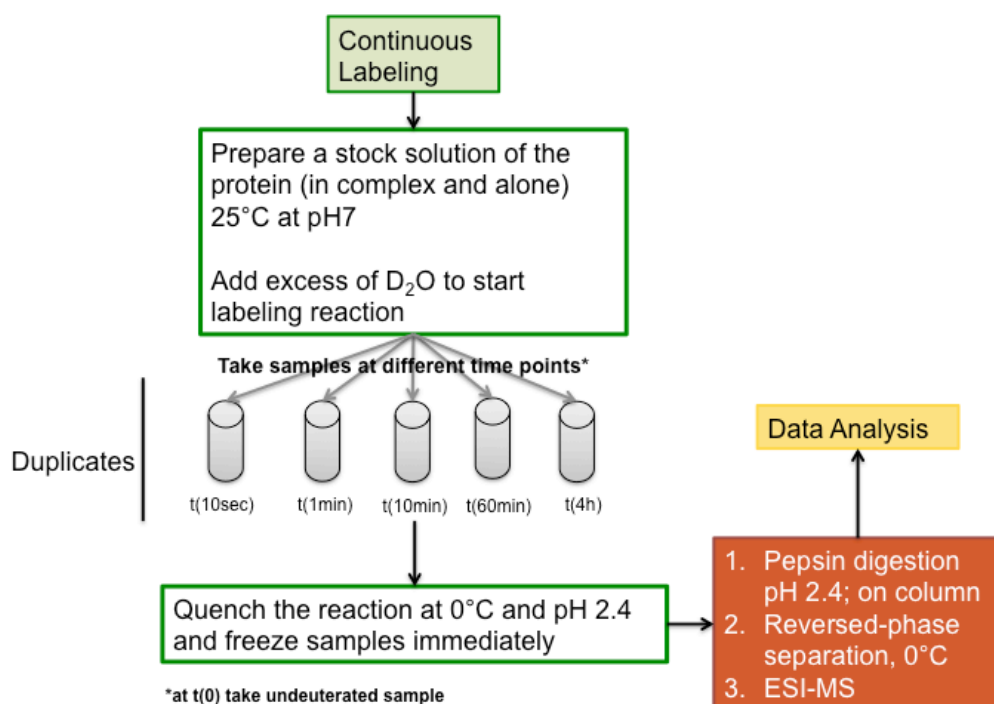 Continuous
Labeling
Prepare a stock solution of the
protein (in complex and alone)
25°C at pH7
Add excess of D₂O to start
labeling reaction
Take samples at different time points*
Duplicates
t(10sec) t(1min) t(10min) t(60min) t(4h)
Data Analysis
Quench the reaction at 0°C and pH 2.4
and freeze samples immediately
1. Pepsin digestion
pH 2.4; on column
2. Reversed-phase
separation, 0°C
3. ESI-MS
*at t(0) take undeuterated sample